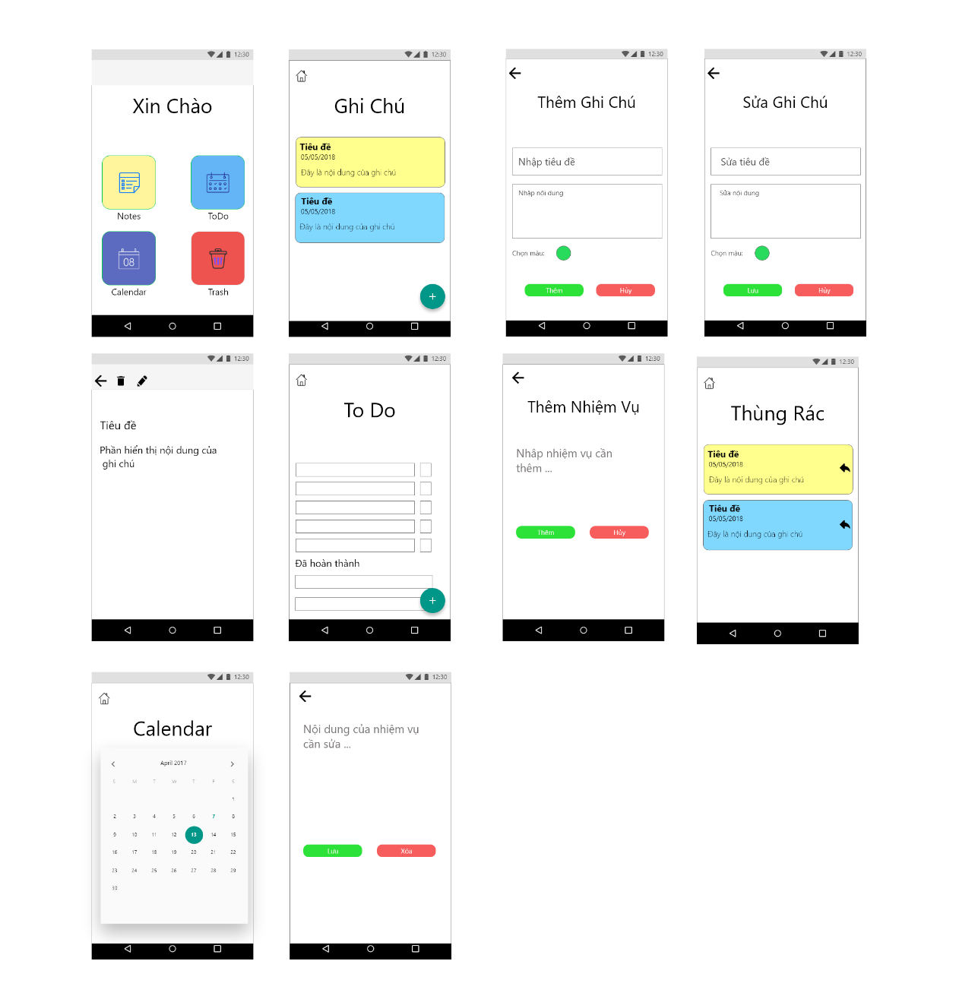 12:30
Xin Chào
Notes
ToDo
08
Calendar
Trash
12:30
Ghi Chú
Tiêu đề
05/05/2018
Đây là nội dung của ghi chú
Tiêu đề
05/05/2018
Đây là nội dung của ghi chú
+
12:30
Thêm Ghi Chú
Nhập tiêu đề
Nhập nội dung
Chọn màu:
Thêm
Hủy
12:30
Sửa Ghi Chú
Sửa tiêu đề
Sửa nội dung
Chọn màu:
Lưu
Hủy
12:30
Tiêu đề
Phần hiển thị nội dung của
ghi chú
12:30
To Do
Đã hoàn thành
+
12:30
Thêm Nhiệm Vụ
Nhâp nhiệm vụ cần
thêm ...
Thêm
Hủy
12:30
Thùng Rác
Tiêu đề
05/05/2018
Đây là nội dung của ghi chú
Tiêu đề
05/05/2018
Đây là nội dung của ghi chú
12:30
Calendar
April 2017
S M T W T F S
1
2 3 4 5 6 7 8
9 10 11 12 13 14 15
16 17 18 19 20 21 22
23 24 25 26 27 28 29
30
12:30
Nội dung của nhiệm vụ
cần sửa ...
Lưu
Xóa